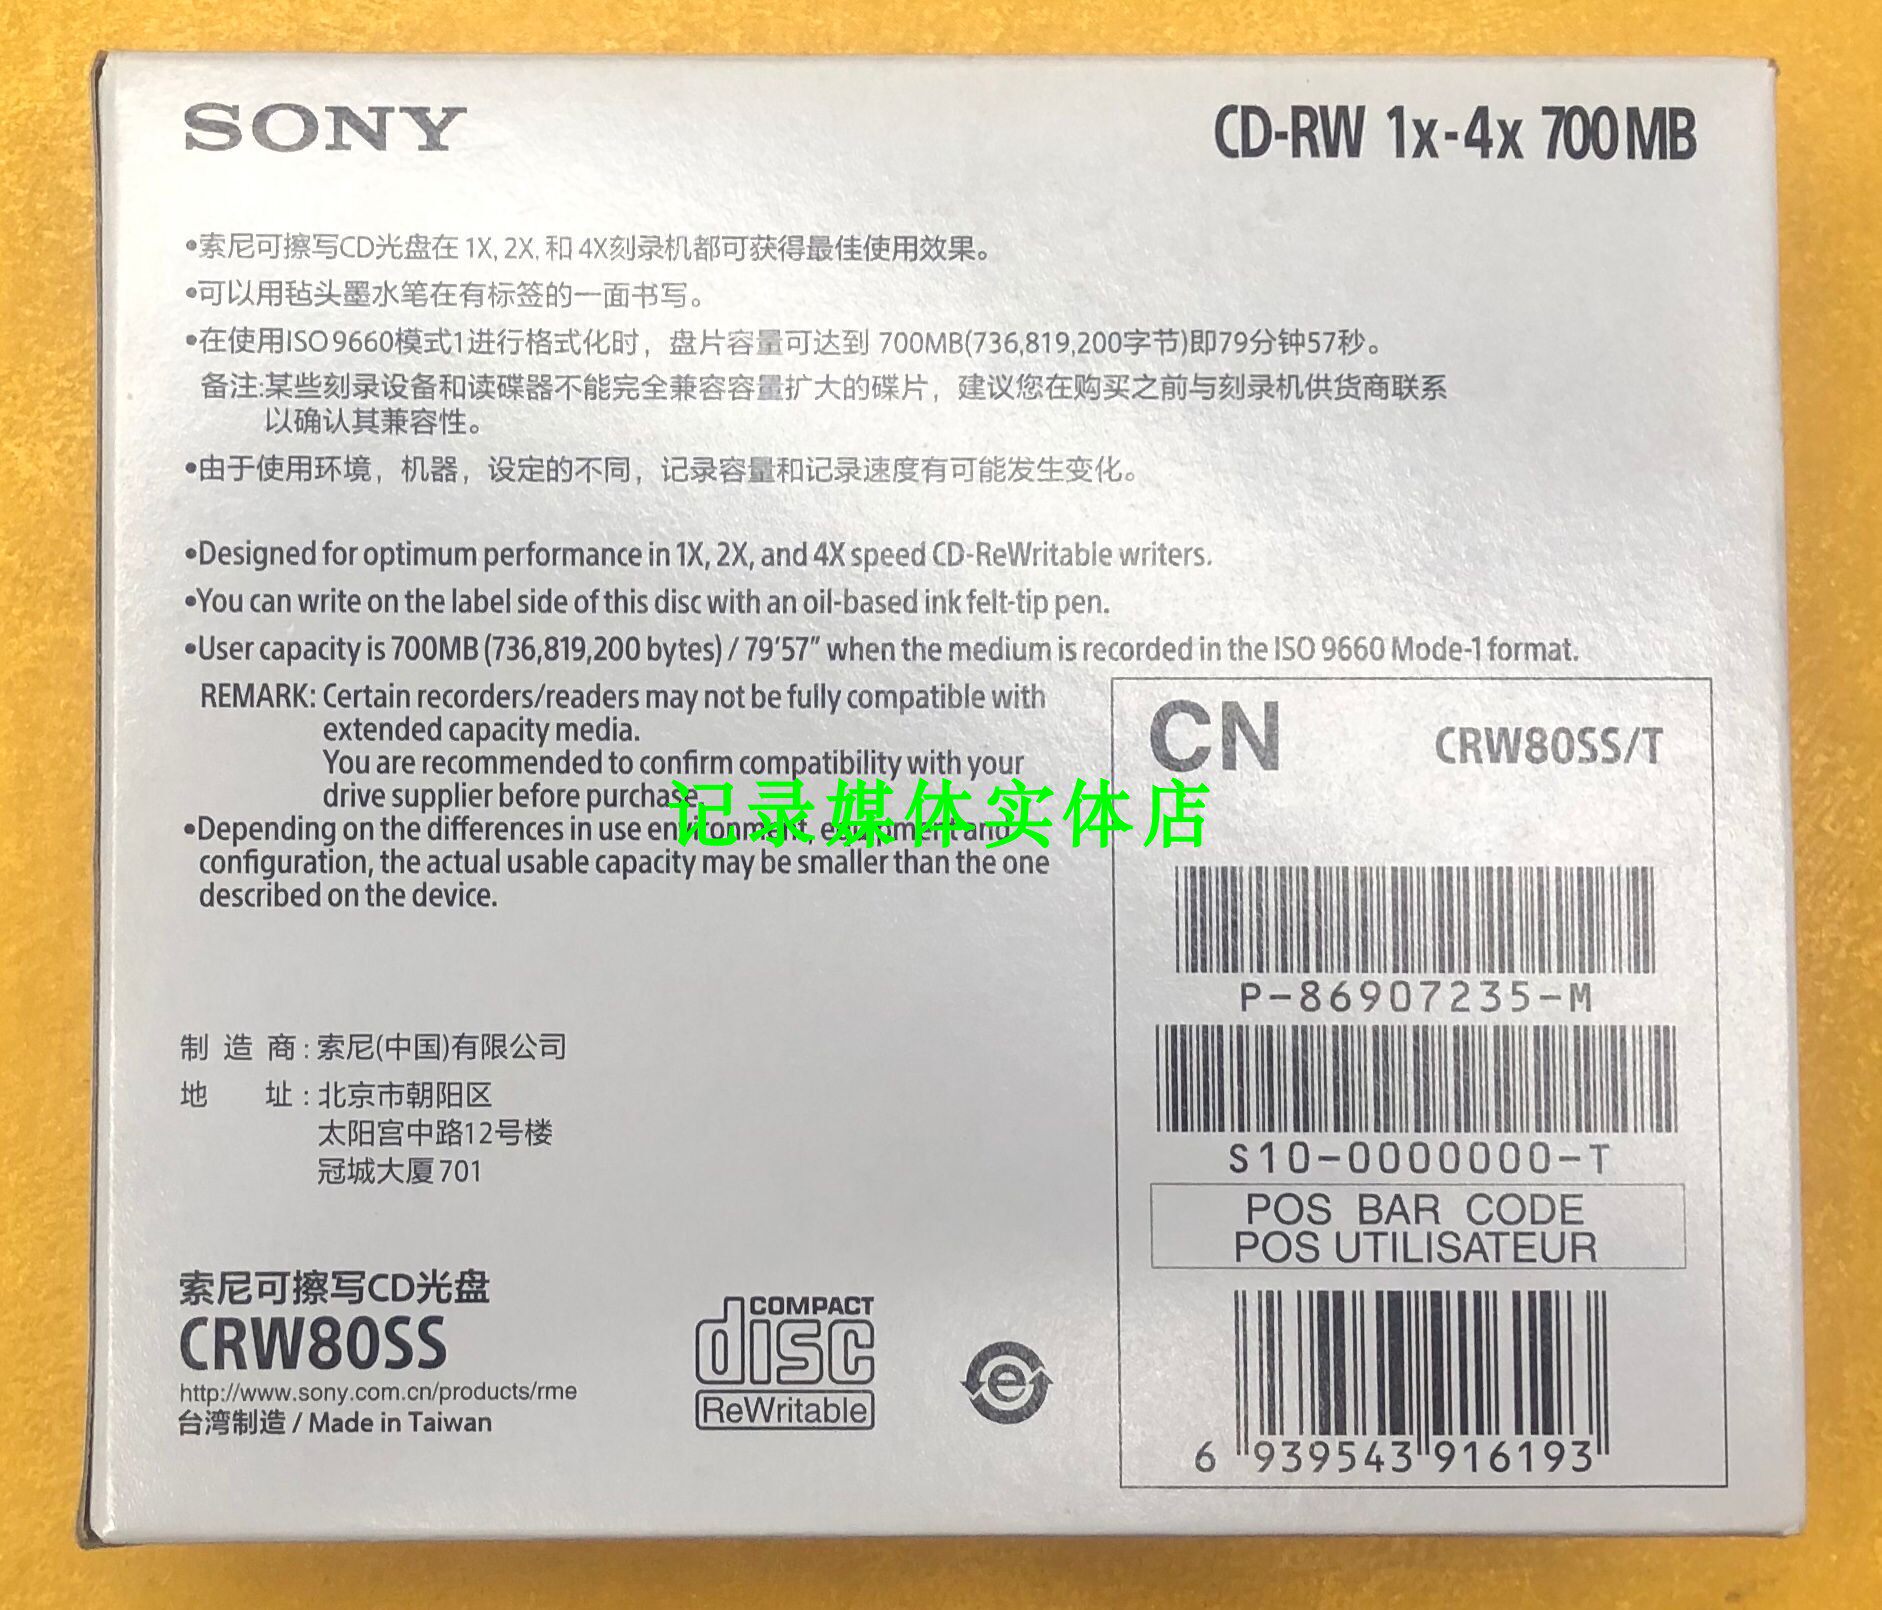 SONY
CD-RW 1x-4x 700MB
•索尼可擦写CD光盘在 1X, 2X, 和 4X刻录机都可获得最佳使用效果。
•可以用毡头墨水笔在有标签的一面书写。
•在使用ISO 9660模式1进行格式化时，盘片容量可达到 700MB(736,819,200字节)即79分钟57秒。
备注:某些刻录设备和读碟器不能完全兼容容量扩大的碟片，建议您在购买之前与刻录机供货商联系
以确认其兼容性。
•由于使用环境，机器，设定的不同，记录容量和记录速度有可能发生变化。
•Designed for optimum performance in 1X, 2X, and 4X speed CD-ReWritable writers.
•You can write on the label side of this disc with an oil-based ink felt-tip pen.
•User capacity is 700MB (736,819,200 bytes) / 79'57" when the medium is recorded in the ISO 9660 Mode-1 format.
REMARK: Certain recorders/readers may not be fully compatible with
extended capacity media.
You are recommended to confirm compatibility with your
drive supplier before purchase.
•Depending on the differences in use environment, equipment and
configuration, the actual usable capacity may be smaller than the one
described on the device.
记录媒体实体店
CN CRW80SS/T
P-86907235-M
S10-0000000-T
POS BAR CODE
POS UTILISATEUR
6 939543 916193
制造商:索尼(中国)有限公司
地址:北京市朝阳区
太阳宫中路12号楼
冠城大厦701
索尼可擦写CD光盘
CRW80SS
http://www.sony.com.cn/products/rme
台湾制造 / Made in Taiwan
COMPACT
disc
ReWritable
e